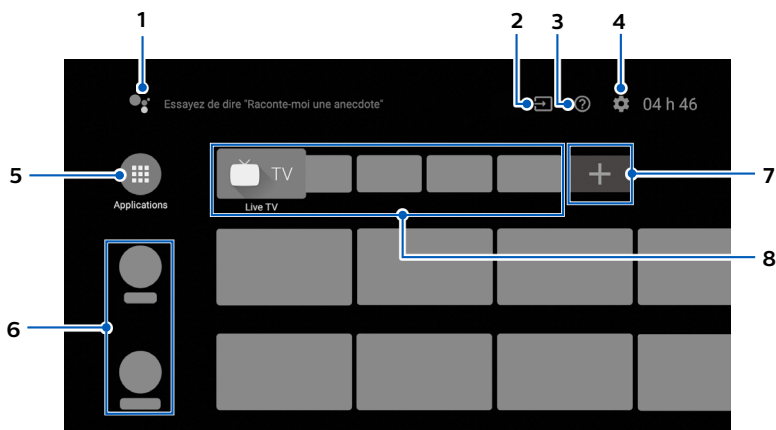 1
2
3
4
Essayez de dire "Raconte-moi une anecdote"
04 h 46
5
TV
7
Applications
Live TV
8
6